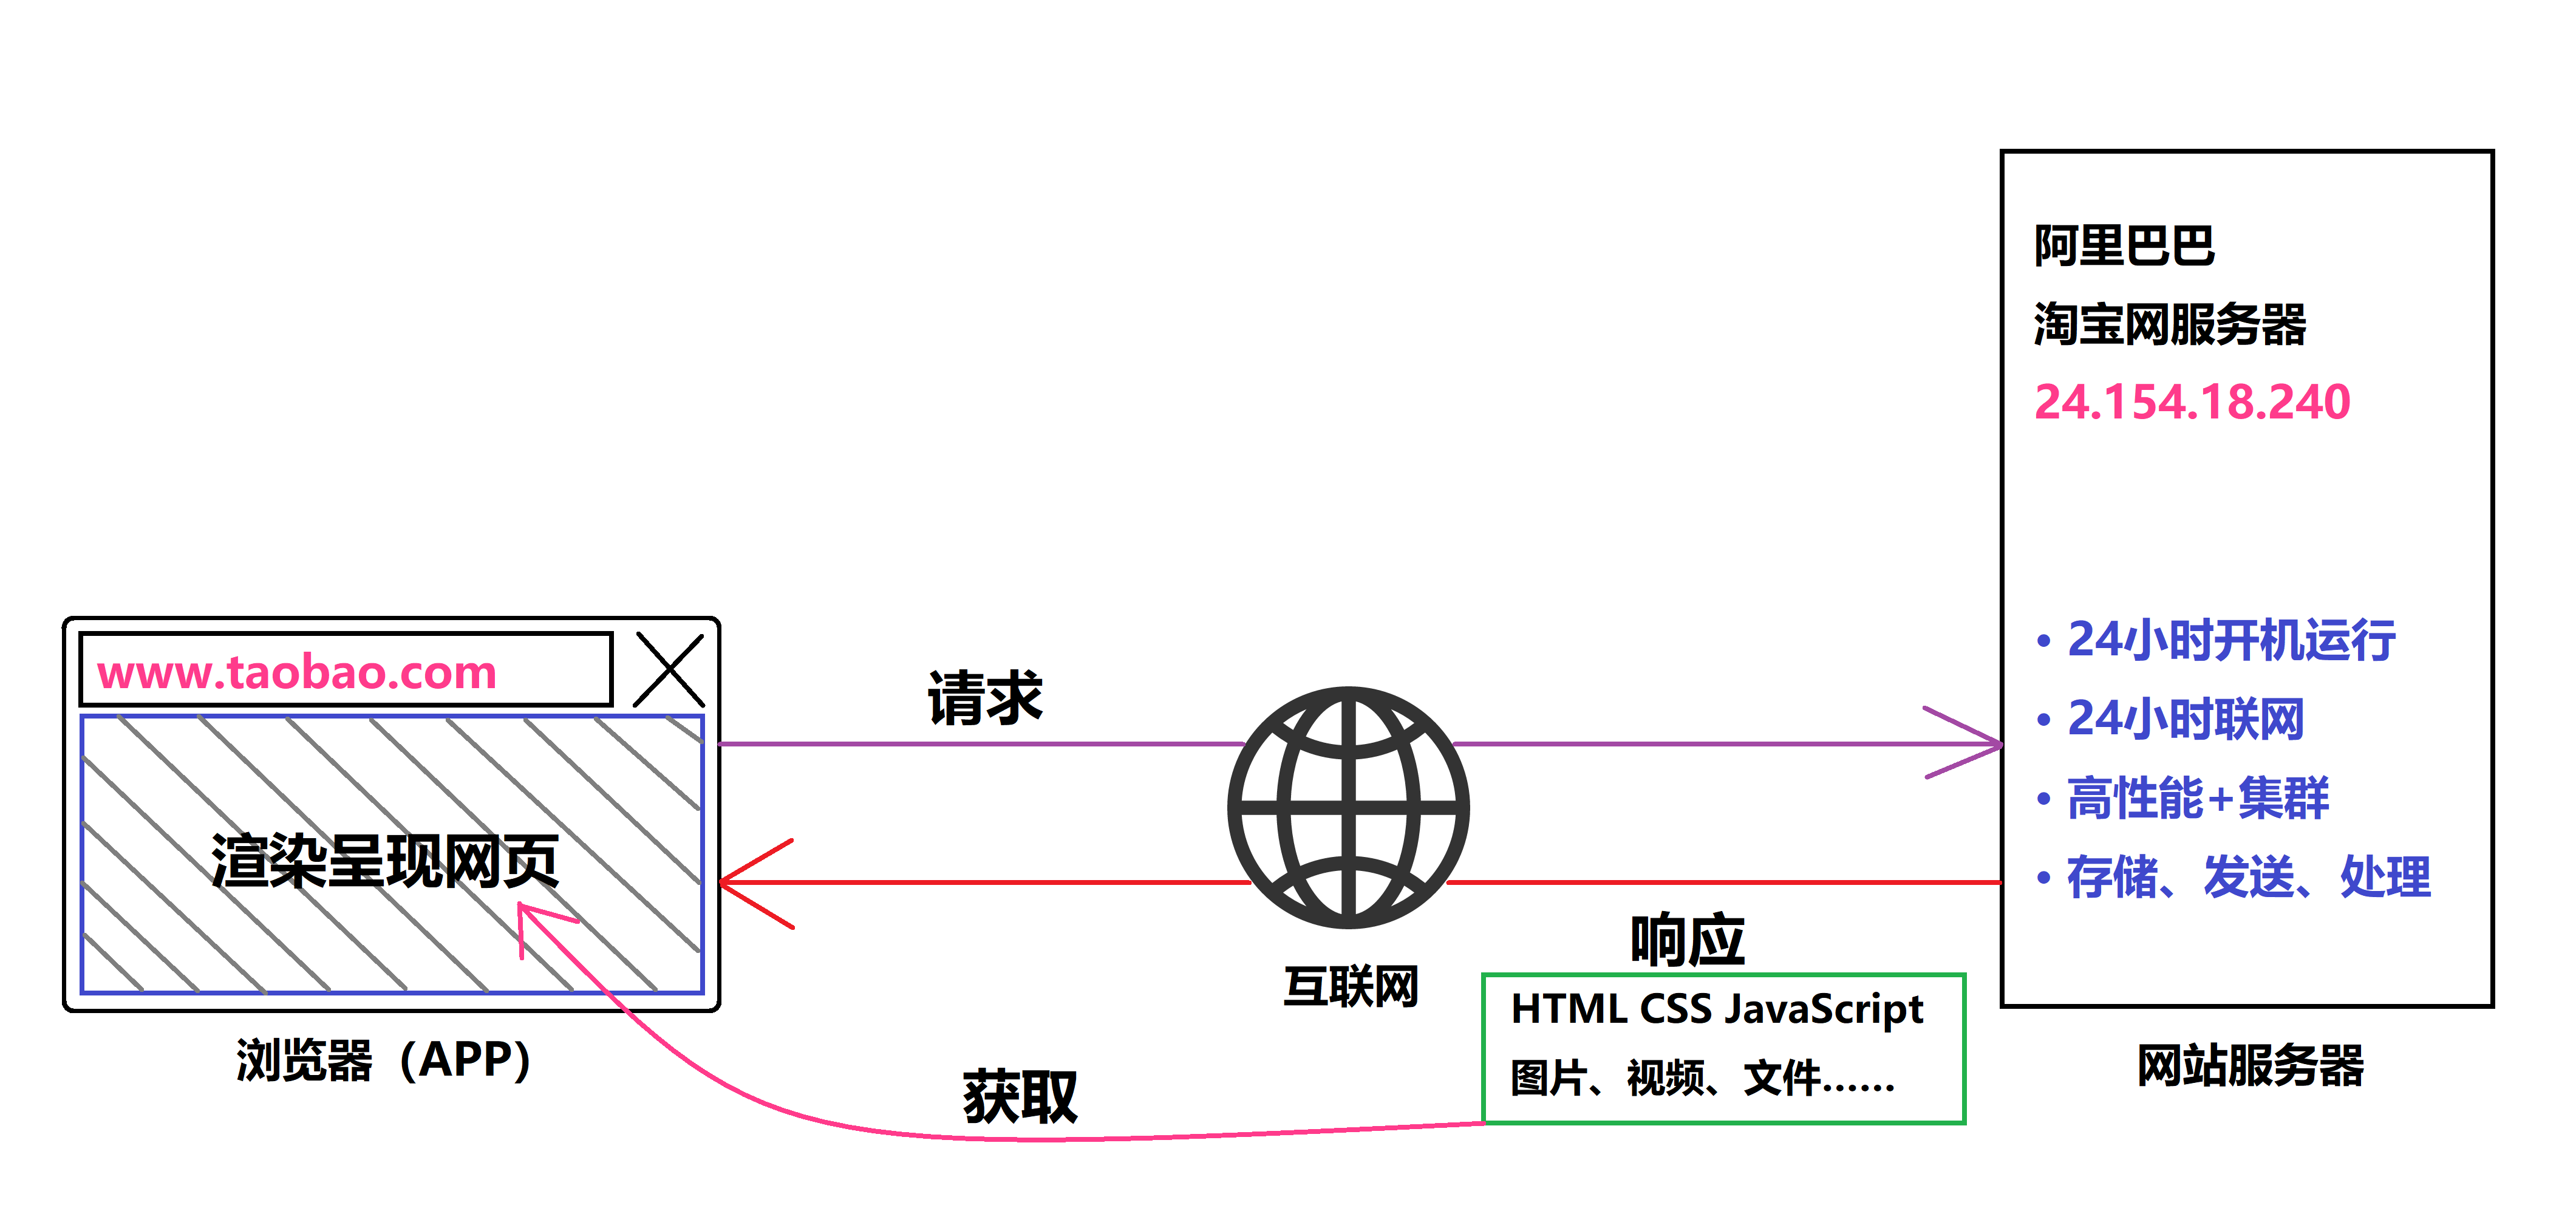 阿里巴巴
淘宝网服务器
24.154.18.240
• 24小时开机运行
• 24小时联网
• 高性能+集群
• 存储、发送、处理
网站服务器
www.taobao.com
渲染呈现网页
浏览器（APP）
请求
互联网
响应
HTML CSS JavaScript
图片、视频、文件……
获取